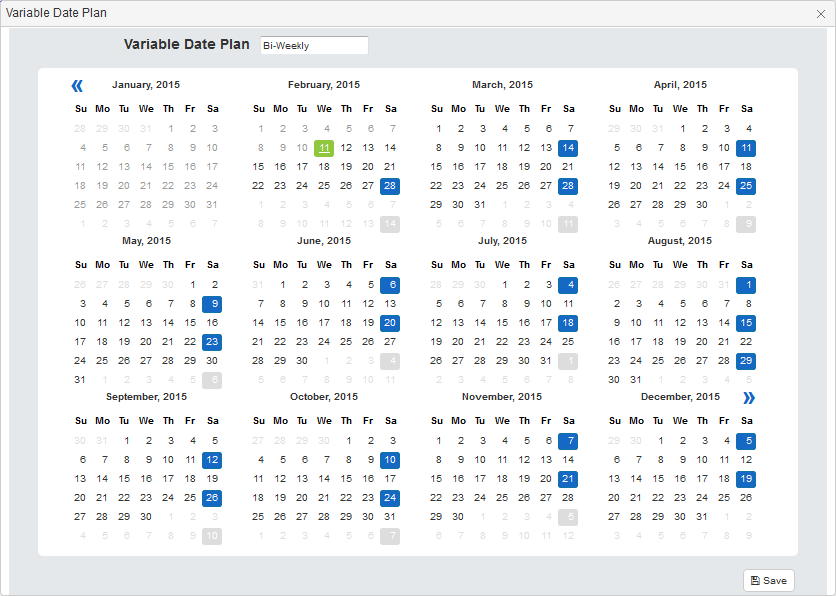 Variable Date Plan
Variable Date Plan Bi-Weekly
« January, 2015 February, 2015 March, 2015 April, 2015
Su Mo Tu We Th Fr Sa Su Mo Tu We Th Fr Sa Su Mo Tu We Th Fr Sa Su Mo Tu We Th Fr Sa
28 29 30 31 1 2 3 1 2 3 4 5 6 7 1 2 3 4 5 6 7 29 30 31 1 2 3 4
4 5 6 7 8 9 10 8 9 10 11 12 13 14 8 9 10 11 12 13 14 5 6 7 8 9 10 11
11 12 13 14 15 16 17 15 16 17 18 19 20 21 15 16 17 18 19 20 21 12 13 14 15 16 17 18
18 19 20 21 22 23 24 22 23 24 25 26 27 28 22 23 24 25 26 27 28 19 20 21 22 23 24 25
25 26 27 28 29 30 31 1 2 3 4 5 6 7 29 30 31 1 2 3 4 26 27 28 29 30 1 2
1 2 3 4 5 6 7 8 9 10 11 12 13 14 5 6 7 8 9 10 11 3 4 5 6 7 8 9
May, 2015 June, 2015 July, 2015 August, 2015
Su Mo Tu We Th Fr Sa Su Mo Tu We Th Fr Sa Su Mo Tu We Th Fr Sa Su Mo Tu We Th Fr Sa
26 27 28 29 30 1 2 31 1 2 3 4 5 6 28 29 30 1 2 3 4 26 27 28 29 30 31 1
3 4 5 6 7 8 9 7 8 9 10 11 12 13 5 6 7 8 9 10 11 2 3 4 5 6 7 8
10 11 12 13 14 15 16 14 15 16 17 18 19 20 12 13 14 15 16 17 18 9 10 11 12 13 14 15
17 18 19 20 21 22 23 21 22 23 24 25 26 27 19 20 21 22 23 24 25 16 17 18 19 20 21 22
24 25 26 27 28 29 30 28 29 30 1 2 3 4 26 27 28 29 30 31 1 23 24 25 26 27 28 29
31 1 2 3 4 5 6 5 6 7 8 9 10 11 2 3 4 5 6 7 8 30 31 1 2 3 4 5
September, 2015 October, 2015 November, 2015 December, 2015 »
Su Mo Tu We Th Fr Sa Su Mo Tu We Th Fr Sa Su Mo Tu We Th Fr Sa Su Mo Tu We Th Fr Sa
30 31 1 2 3 4 5 27 28 29 30 1 2 3 1 2 3 4 5 6 7 29 30 1 2 3 4 5
6 7 8 9 10 11 12 4 5 6 7 8 9 10 8 9 10 11 12 13 14 6 7 8 9 10 11 12
13 14 15 16 17 18 19 11 12 13 14 15 16 17 15 16 17 18 19 20 21 13 14 15 16 17 18 19
20 21 22 23 24 25 26 18 19 20 21 22 23 24 22 23 24 25 26 27 28 20 21 22 23 24 25 26
27 28 29 30 1 2 3 25 26 27 28 29 30 31 29 30 1 2 3 4 5 27 28 29 30 31 1 2
4 5 6 7 8 9 10 1 2 3 4 5 6 7 6 7 8 9 10 11 12 3 4 5 6 7 8 9
Save